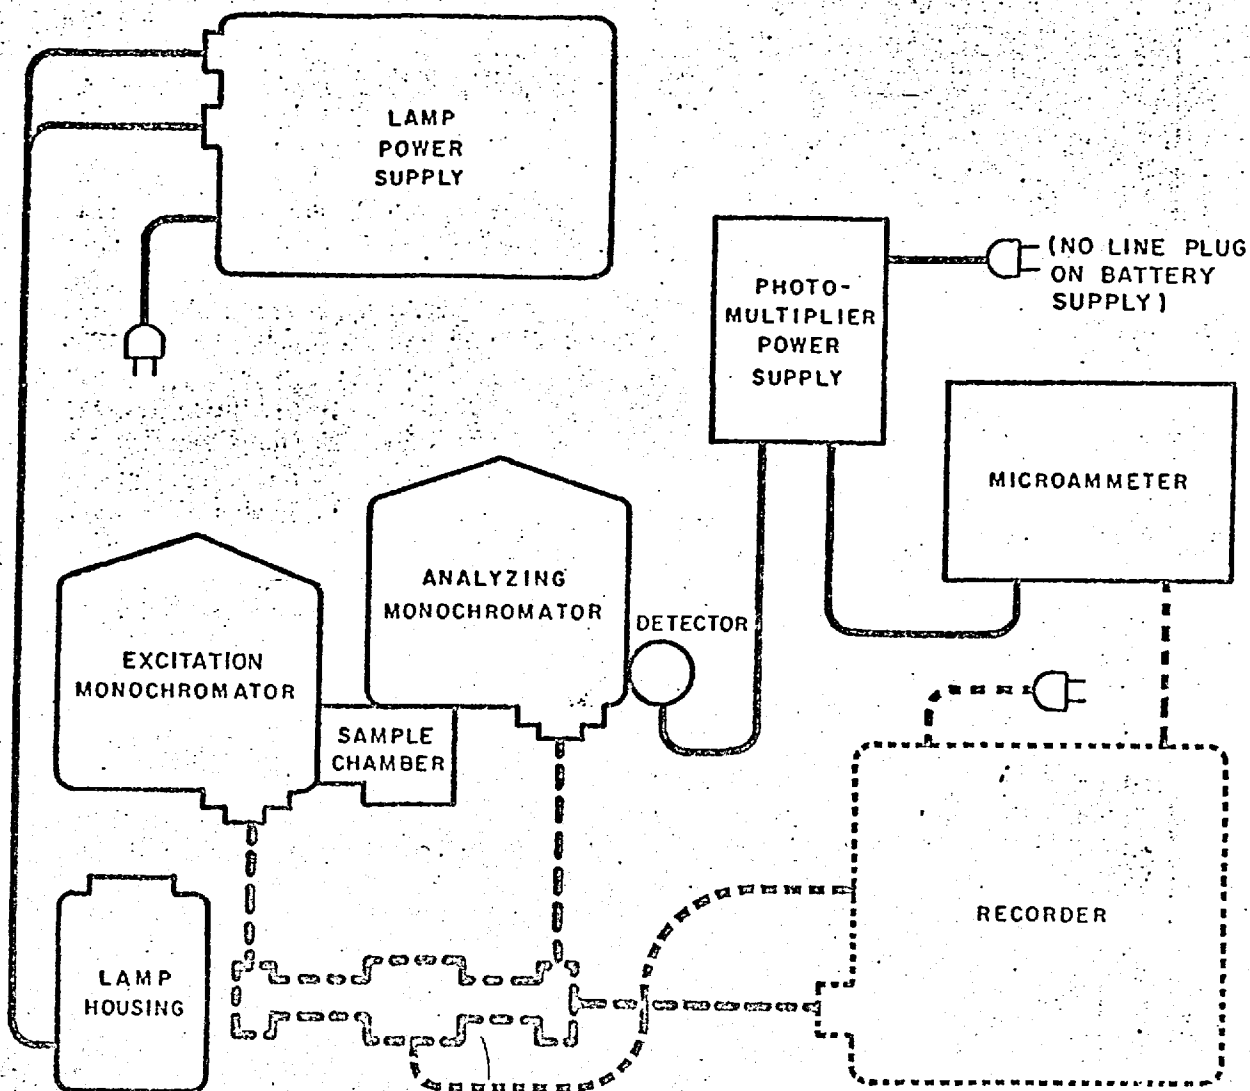 LAMP
POWER
SUPPLY
(NO LINE PLUG
ON BATTERY
SUPPLY)
PHOTO-
MULTIPLIER
POWER
SUPPLY
MICROAMMETER
ANALYZING
MONOCHROMATOR
DETECTOR
EXCITATION
MONOCHROMATOR
SAMPLE
CHAMBER
RECORDER
LAMP
HOUSING